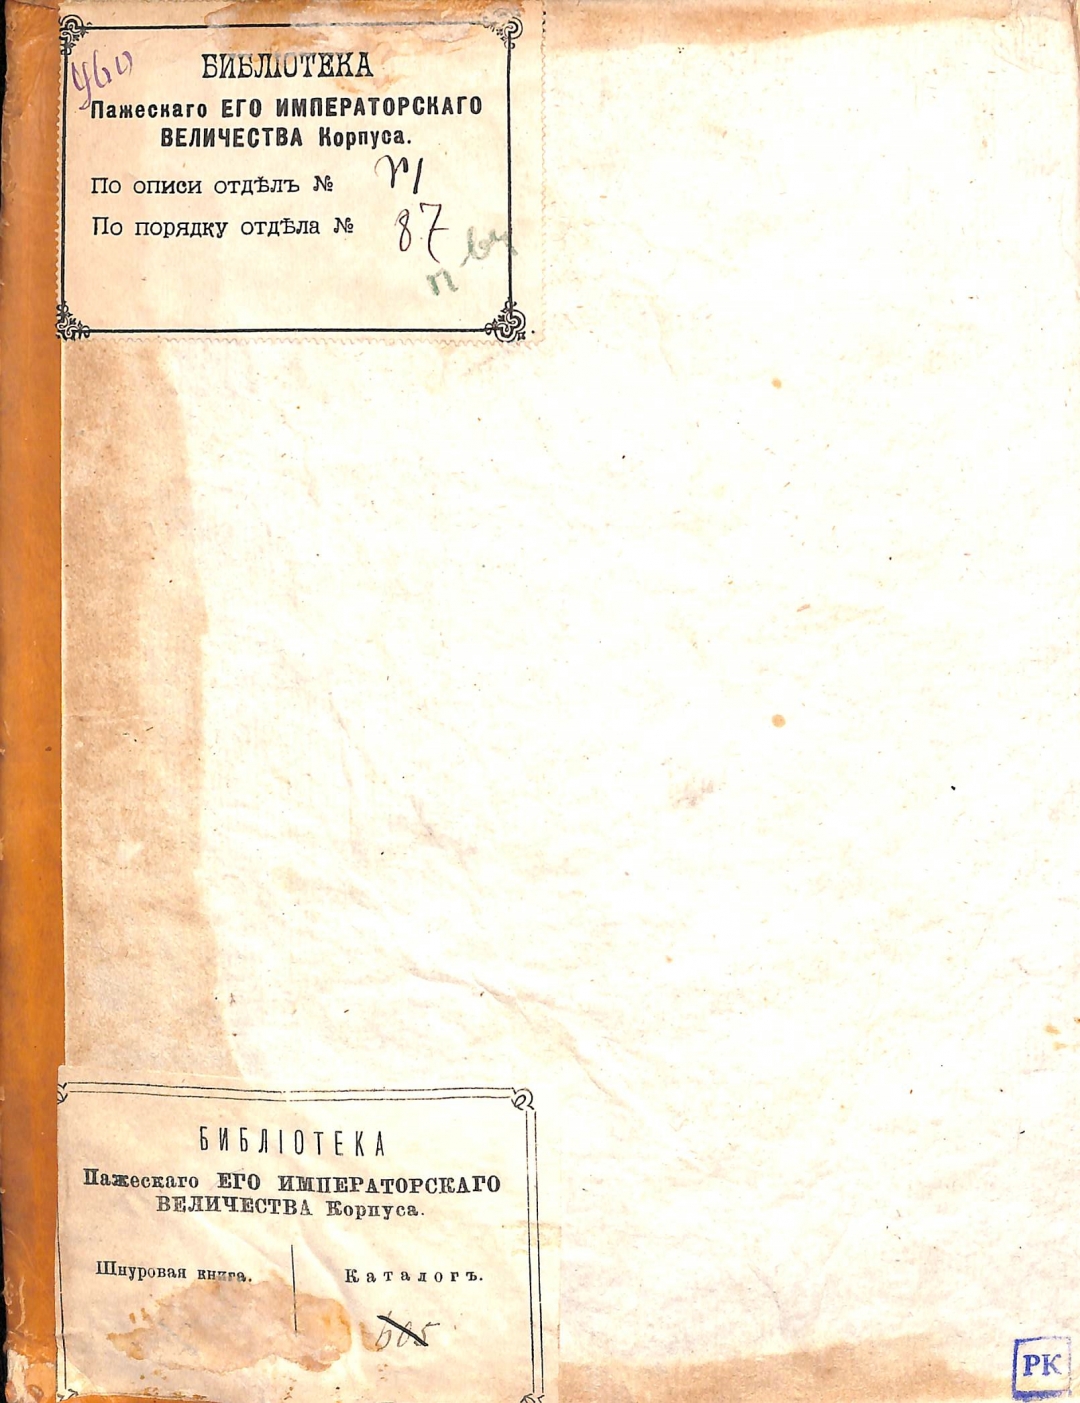 БИБЛІОТЕКА
Пажескаго ЕГО ИМПЕРАТОРСКАГО
ВЕЛИЧЕСТВА Корпуса.
По описи отдѣлъ №
По порядку отдѣла № 87
БИБЛІОТЕКА
Пажескаго ЕГО ИМПЕРАТОРСКАГО
ВЕЛИЧЕСТВА Корпуса.
Шнуровая книга. Каталогъ.
605
РК